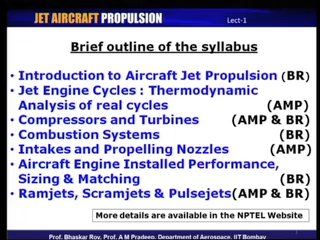 JET AIRCRAFT PROPULSION Lect-1
Brief outline of the syllabus
• Introduction to Aircraft Jet Propulsion (BR)
• Jet Engine Cycles : Thermodynamic
Analysis of real cycles (AMP)
• Compressors and Turbines (AMP & BR)
• Combustion Systems (BR)
• Intakes and Propelling Nozzles (AMP)
• Aircraft Engine Installed Performance,
Sizing & Matching (BR)
• Ramjets, Scramjets & Pulsejets(AMP & BR)
More details are available in the NPTEL Website
Prof. Bhaskar Roy, Prof. A M Pradeep, Department of Aerospace, IIT Bombay